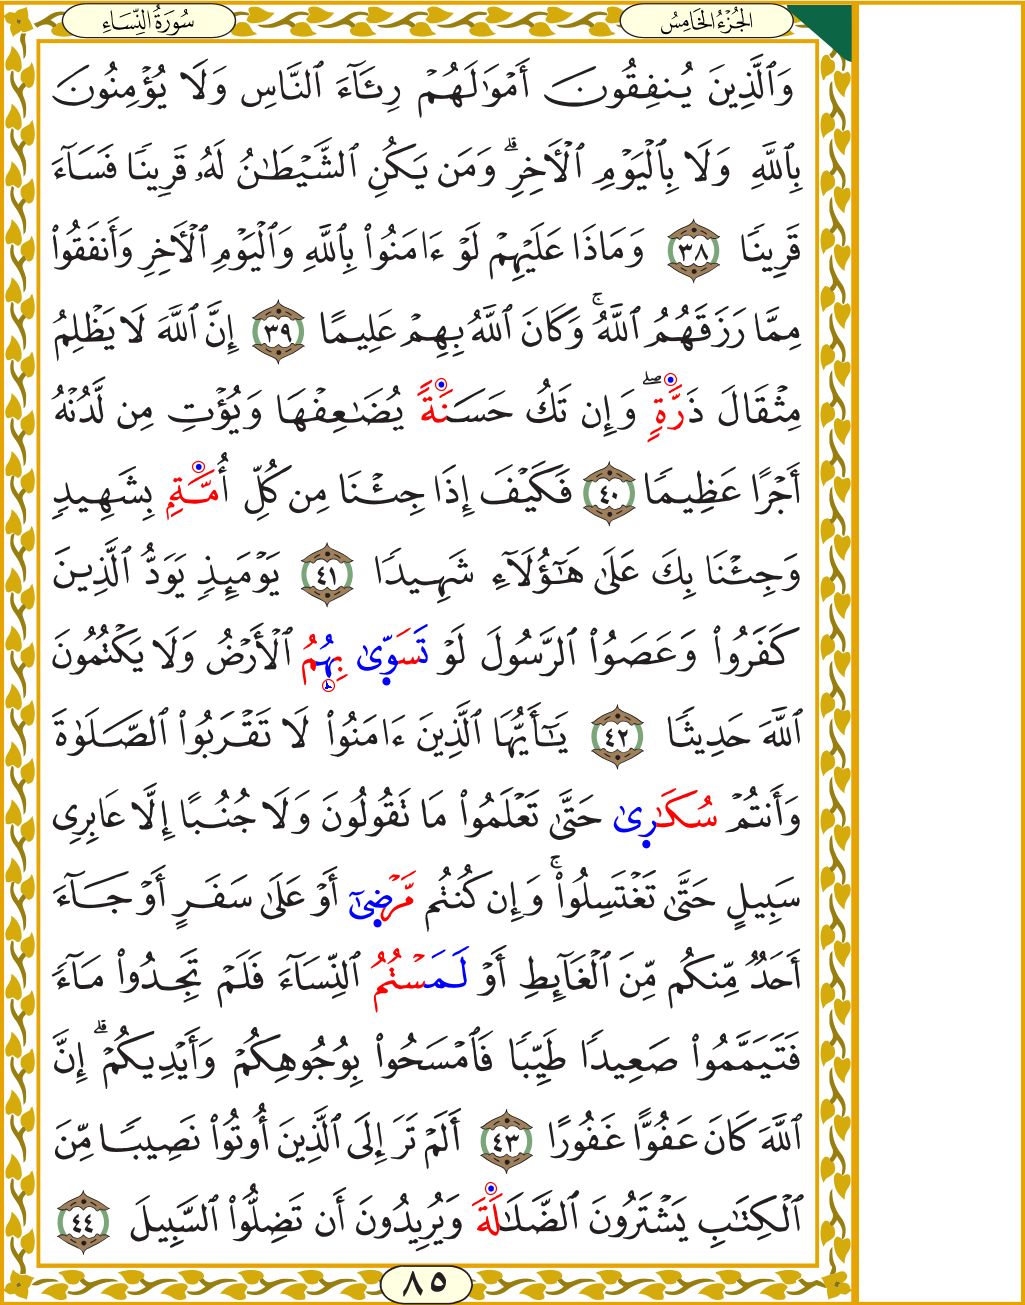 الجُزْءُ الخَامِسُ
سُورَةُ النِّسَاءِ
وَٱلَّذِينَ يُنفِقُونَ أَمْوَٰلَهُمْ رِئَآءَ ٱلنَّاسِ وَلَا يُؤْمِنُونَ
بِٱللَّهِ وَلَا بِٱلْيَوْمِ ٱلْأَخِرِ ۗ وَمَن يَكُنِ ٱلشَّيْطَٰنُ لَهُۥ قَرِينًا فَسَآءَ
قَرِينًا ٣٨ وَمَاذَا عَلَيْهِمْ لَوْ ءَامَنُوا۟ بِٱللَّهِ وَٱلْيَوْمِ ٱلْأَخِرِ وَأَنفَقُوا۟
مِمَّا رَزَقَهُمُ ٱللَّهُ ۚ وَكَانَ ٱللَّهُ بِهِمْ عَلِيمًا ٣٩ إِنَّ ٱللَّهَ لَا يَظْلِمُ
مِثْقَالَ ذَرَّةٍ ۖ وَإِن تَكُ حَسَنَةً يُضَٰعِفْهَا وَيُؤْتِ مِن لَّدُنْهُ
أَجْرًا عَظِيمًا ٤٠ فَكَيْفَ إِذَا جِئْنَا مِن كُلِّ أُمَّةٍ بِشَهِيدٍ
وَجِئْنَا بِكَ عَلَىٰ هَٰٓؤُلَآءِ شَهِيدًا ٤١ يَوْمَئِذٍ يَوَدُّ ٱلَّذِينَ
كَفَرُوا۟ وَعَصَوُا۟ ٱلرَّسُولَ لَوْ تَسَوّىٰ بِهُمُ ٱلْأَرْضُ وَلَا يَكْتُمُونَ
ٱللَّهَ حَدِيثًا ٤٢ يَٰٓأَيُّهَا ٱلَّذِينَ ءَامَنُوا۟ لَا تَقْرَبُوا۟ ٱلصَّلَوٰةَ
وَأَنتُمْ سُكَٰرىٰ حَتَّىٰ تَعْلَمُوا۟ مَا تَقُولُونَ وَلَا جُنُبًا إِلَّا عَابِرِى
سَبِيلٍ حَتَّىٰ تَغْتَسِلُوا۟ ۚ وَإِن كُنتُم مَّرْضىٰٓ أَوْ عَلَىٰ سَفَرٍ أَوْ جَآءَ
أَحَدٌ مِّنكُم مِّنَ ٱلْغَآئِطِ أَوْ لَمَسْتُمُ ٱلنِّسَآءَ فَلَمْ تَجِدُوا۟ مَآءً
فَتَيَمَّمُوا۟ صَعِيدًا طَيِّبًا فَٱمْسَحُوا۟ بِوُجُوهِكُمْ وَأَيْدِيكُمْ ۗ إِنَّ
ٱللَّهَ كَانَ عَفُوًّا غَفُورًا ٤٣ أَلَمْ تَرَ إِلَى ٱلَّذِينَ أُوتُوا۟ نَصِيبًا مِّنَ
ٱلْكِتَٰبِ يَشْتَرُونَ ٱلضَّلَٰلَةَ وَيُرِيدُونَ أَن تَضِلُّوا۟ ٱلسَّبِيلَ ٤٤
٨٥